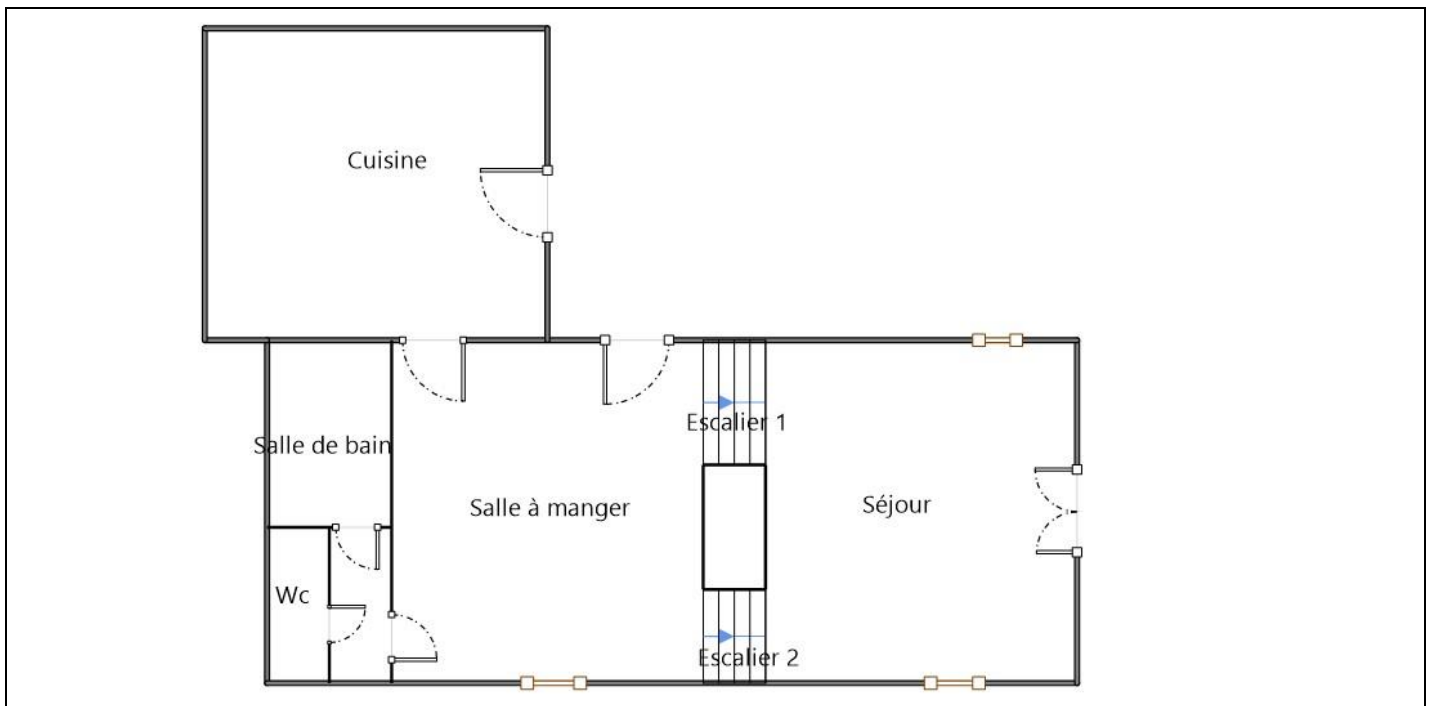 Cuisine
Escalier 1
Salle de bain
Salle à manger
Séjour
Wc
Escalier 2